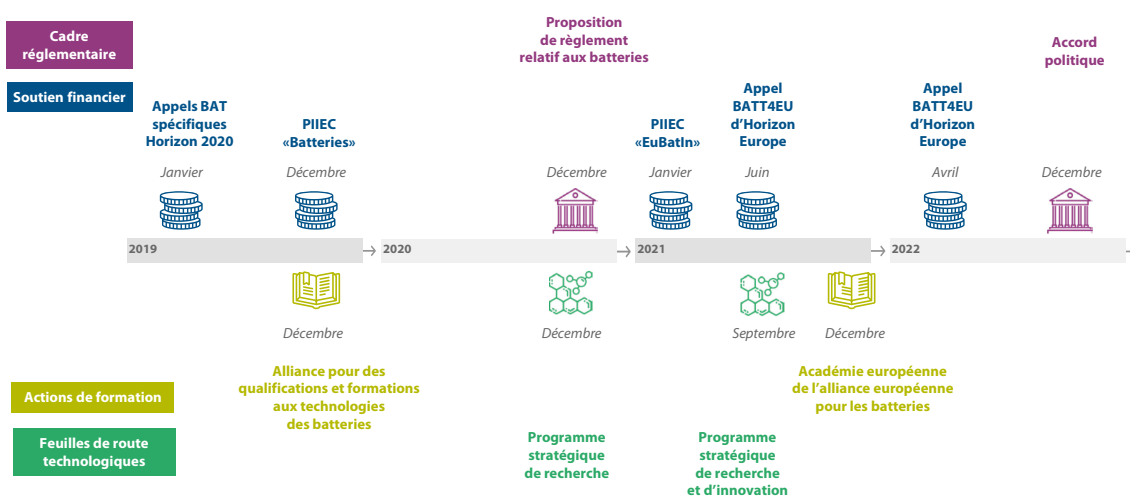 Cadre
réglementaire
Proposition
de règlement
relatif aux batteries
Accord
politique
Soutien financier
Appels BAT
spécifiques
Horizon 2020
PIIEC
«Batteries»
PIIEC
«EuBatIn»
Appel
BATT4EU
d’Horizon
Europe
Appel
BATT4EU
d’Horizon
Europe
Janvier
Décembre
Décembre
Janvier
Juin
Avril
Décembre
2019
2020
2021
2022
Décembre
Décembre
Septembre
Décembre
Actions de formation
Alliance pour des
qualifications et formations
aux technologies
des batteries
Académie européenne
de l’alliance européenne
pour les batteries
Feuilles de route
technologiques
Programme
stratégique
de recherche
Programme
stratégique
de recherche
et d’innovation